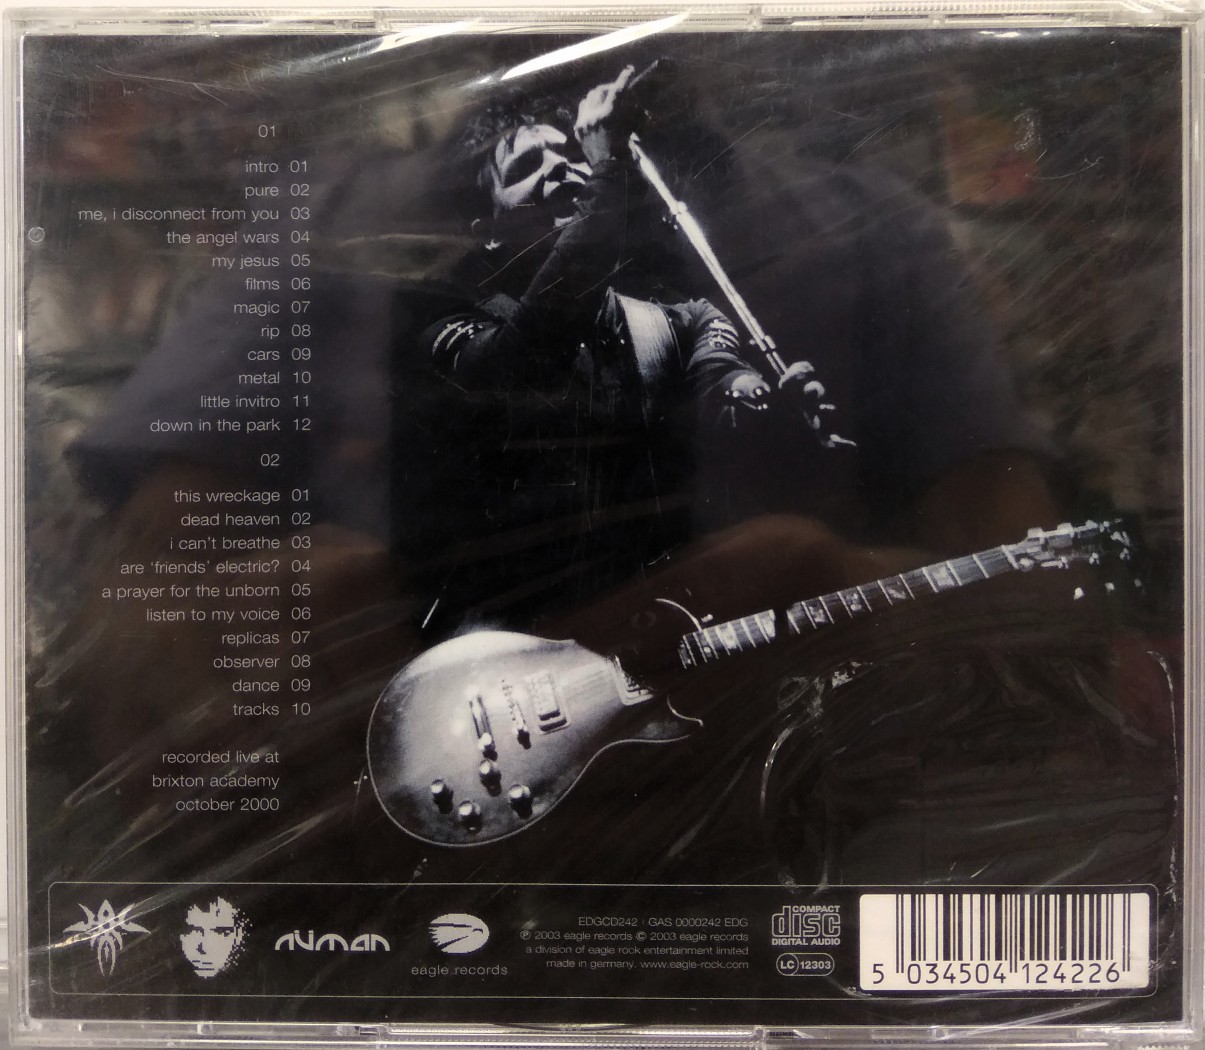 01
intro 01
pure 02
me, i disconnect from you 03
the angel wars 04
my jesus 05
films 06
magic 07
rip 08
cars 09
metal 10
little invitro 11
down in the park 12
02
this wreckage 01
dead heaven 02
i can't breathe 03
are 'friends' electric? 04
a prayer for the unborn 05
listen to my voice 06
replicas 07
observer 08
dance 09
tracks 10
recorded live at
brixton academy
october 2000
nüman
eagle records
EDGCD242 | GAS 0000242 EDG
℗ 2003 eagle records © 2003 eagle records
a division of eagle rock entertainment limited
made in germany. www.eagle-rock.com
COMPACT
disc
DIGITAL AUDIO
LC 12303
5 034504 124226